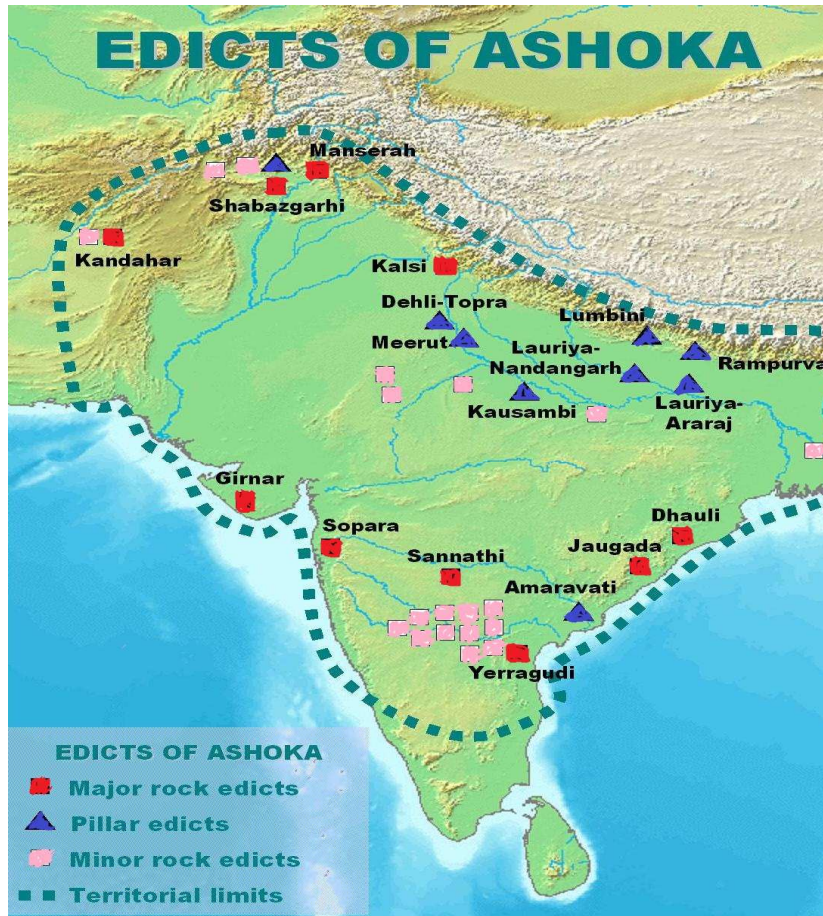 EDICTS OF ASHOKA
Manserah
Shabazgarhi
Kandahar
Kalsi
Dehli-Topra
Lumbini
Meerut
Lauriya-
Nandangarh
Rampurva
Kausambi
Lauriya-
Araraj
Girnar
Sopara
Dhauli
Sannathi
Jaugada
Amaravati
Yerragudi
EDICTS OF ASHOKA
Major rock edicts
Pillar edicts
Minor rock edicts
Territorial limits